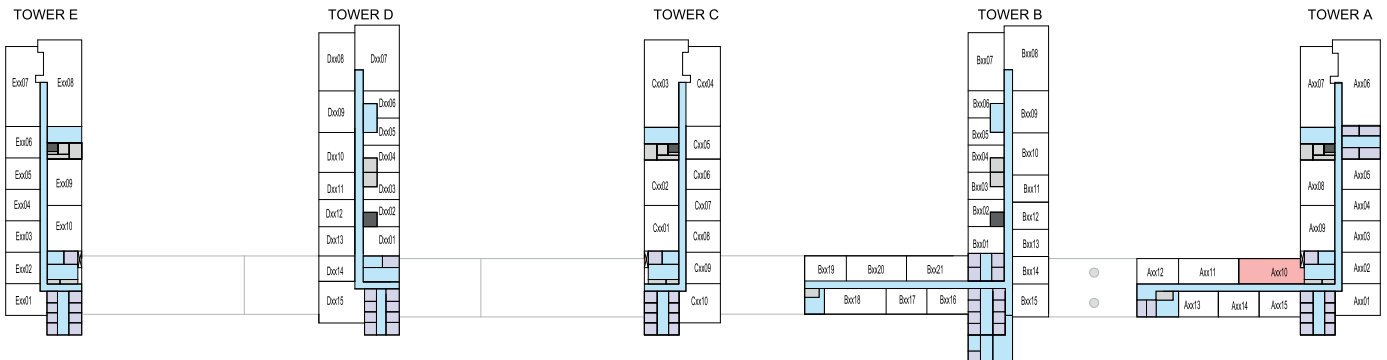 TOWER E
TOWER D
TOWER C
TOWER B
TOWER A
Exx07
Exx08
Exx06
Exx05
Exx09
Exx04
Exx03
Exx10
Exx02
Exx01
Dxx08
Dxx07
Dxx09
Dxx06
Dxx05
Dxx10
Dxx04
Dxx11
Dxx03
Dxx12
Dxx02
Dxx13
Dxx01
Dxx14
Dxx15
Cxx03
Cxx04
Cxx05
Cxx02
Cxx06
Cxx07
Cxx01
Cxx08
Cxx09
Cxx10
Bxx07
Bxx08
Bxx06
Bxx09
Bxx05
Bxx04
Bxx10
Bxx03
Bxx11
Bxx02
Bxx12
Bxx01
Bxx13
Bxx19
Bxx20
Bxx21
Bxx14
Bxx18
Bxx17
Bxx16
Bxx15
Axx07
Axx06
Axx05
Axx08
Axx04
Axx09
Axx03
Axx12
Axx11
Axx10
Axx02
Axx13
Axx14
Axx15
Axx01